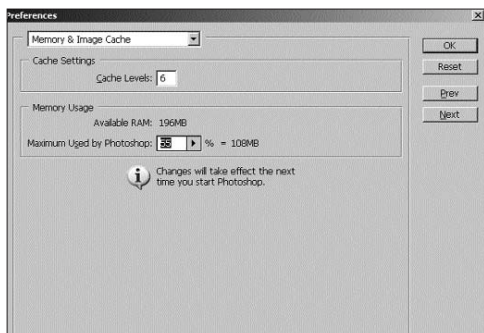 Preferences
Memory & Image Cache
OK
Cache Settings
Reset
Cache Levels: 6
Prev
Memory Usage
Next
Available RAM: 196MB
Maximum Used by Photoshop: 55 % = 108MB
Changes will take effect the next
time you start Photoshop.